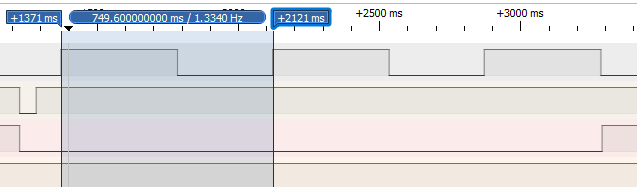 +1371 ms 749.600000000 ms / 1.3340 Hz +2121 ms +2500 ms +3000 ms